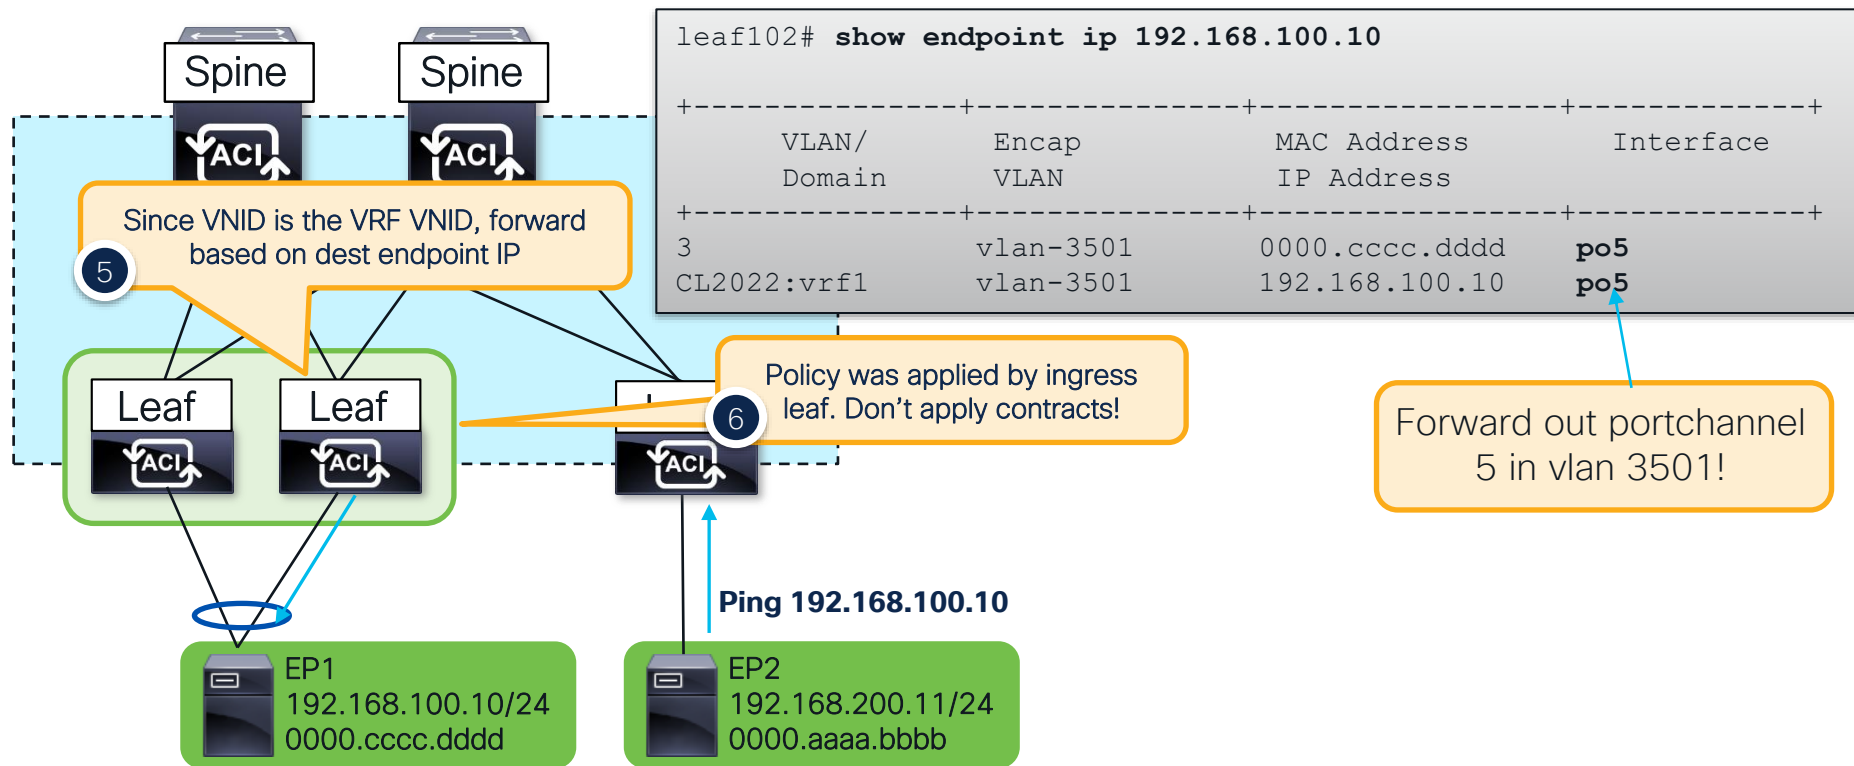 Spine
Spine
ACI
ACI
leaf102# show endpoint ip 192.168.100.10
+---------------+---------------+-----------------+-------------+
VLAN/ Encap MAC Address Interface
Domain VLAN IP Address
+---------------+---------------+-----------------+-------------+
3 vlan-3501 0000.cccc.dddd po5
CL2022:vrf1 vlan-3501 192.168.100.10 po5
Since VNID is the VRF VNID, forward
based on dest endpoint IP
5
Policy was applied by ingress
leaf. Don't apply contracts!
6
Forward out portchannel
5 in vlan 3501!
Leaf
Leaf
ACI
ACI
ACI
Ping 192.168.100.10
EP1
192.168.100.10/24
0000.cccc.dddd
EP2
192.168.200.11/24
0000.aaaa.bbbb